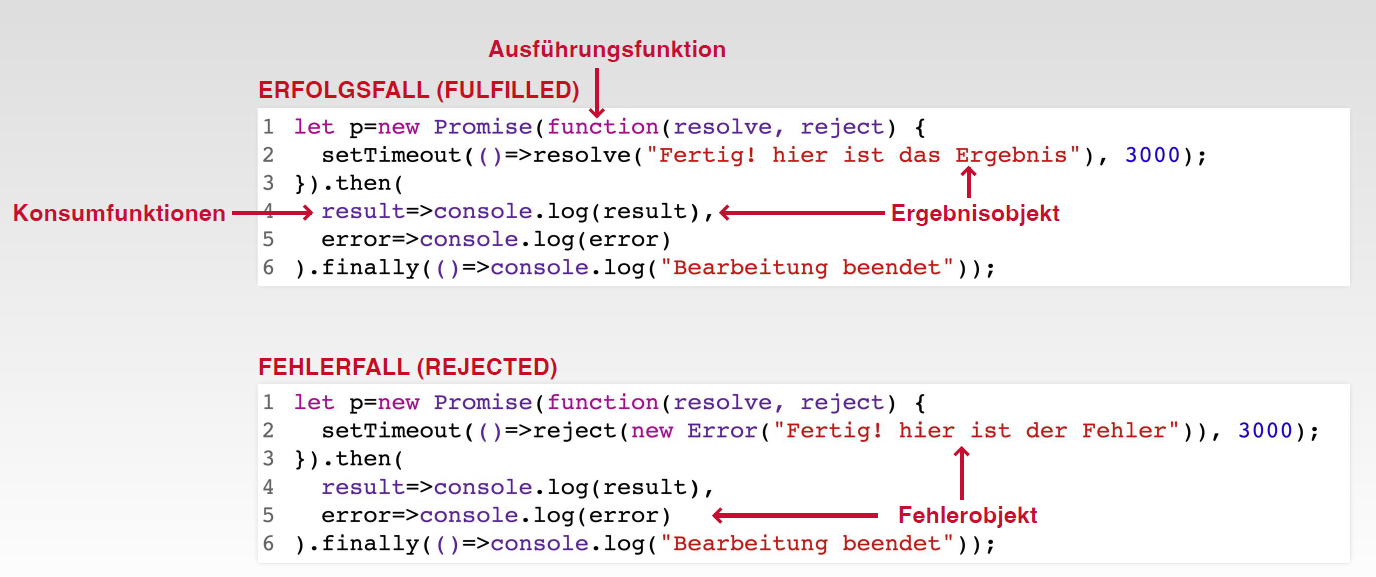 Ausführungsfunktion
ERFOLGSFALL (FULFILLED)
1 let p=new Promise(function(resolve, reject) {
2   setTimeout(()=>resolve("Fertig! hier ist das Ergebnis"), 3000);
3 }).then(
Konsumfunktionen
4   result=>console.log(result),
Ergebnisobjekt
5   error=>console.log(error)
6 ).finally(()=>console.log("Bearbeitung beendet"));
FEHLERFALL (REJECTED)
1 let p=new Promise(function(resolve, reject) {
2   setTimeout(()=>reject(new Error("Fertig! hier ist der Fehler")), 3000);
3 }).then(
4   result=>console.log(result),
5   error=>console.log(error)
Fehlerobjekt
6 ).finally(()=>console.log("Bearbeitung beendet"));